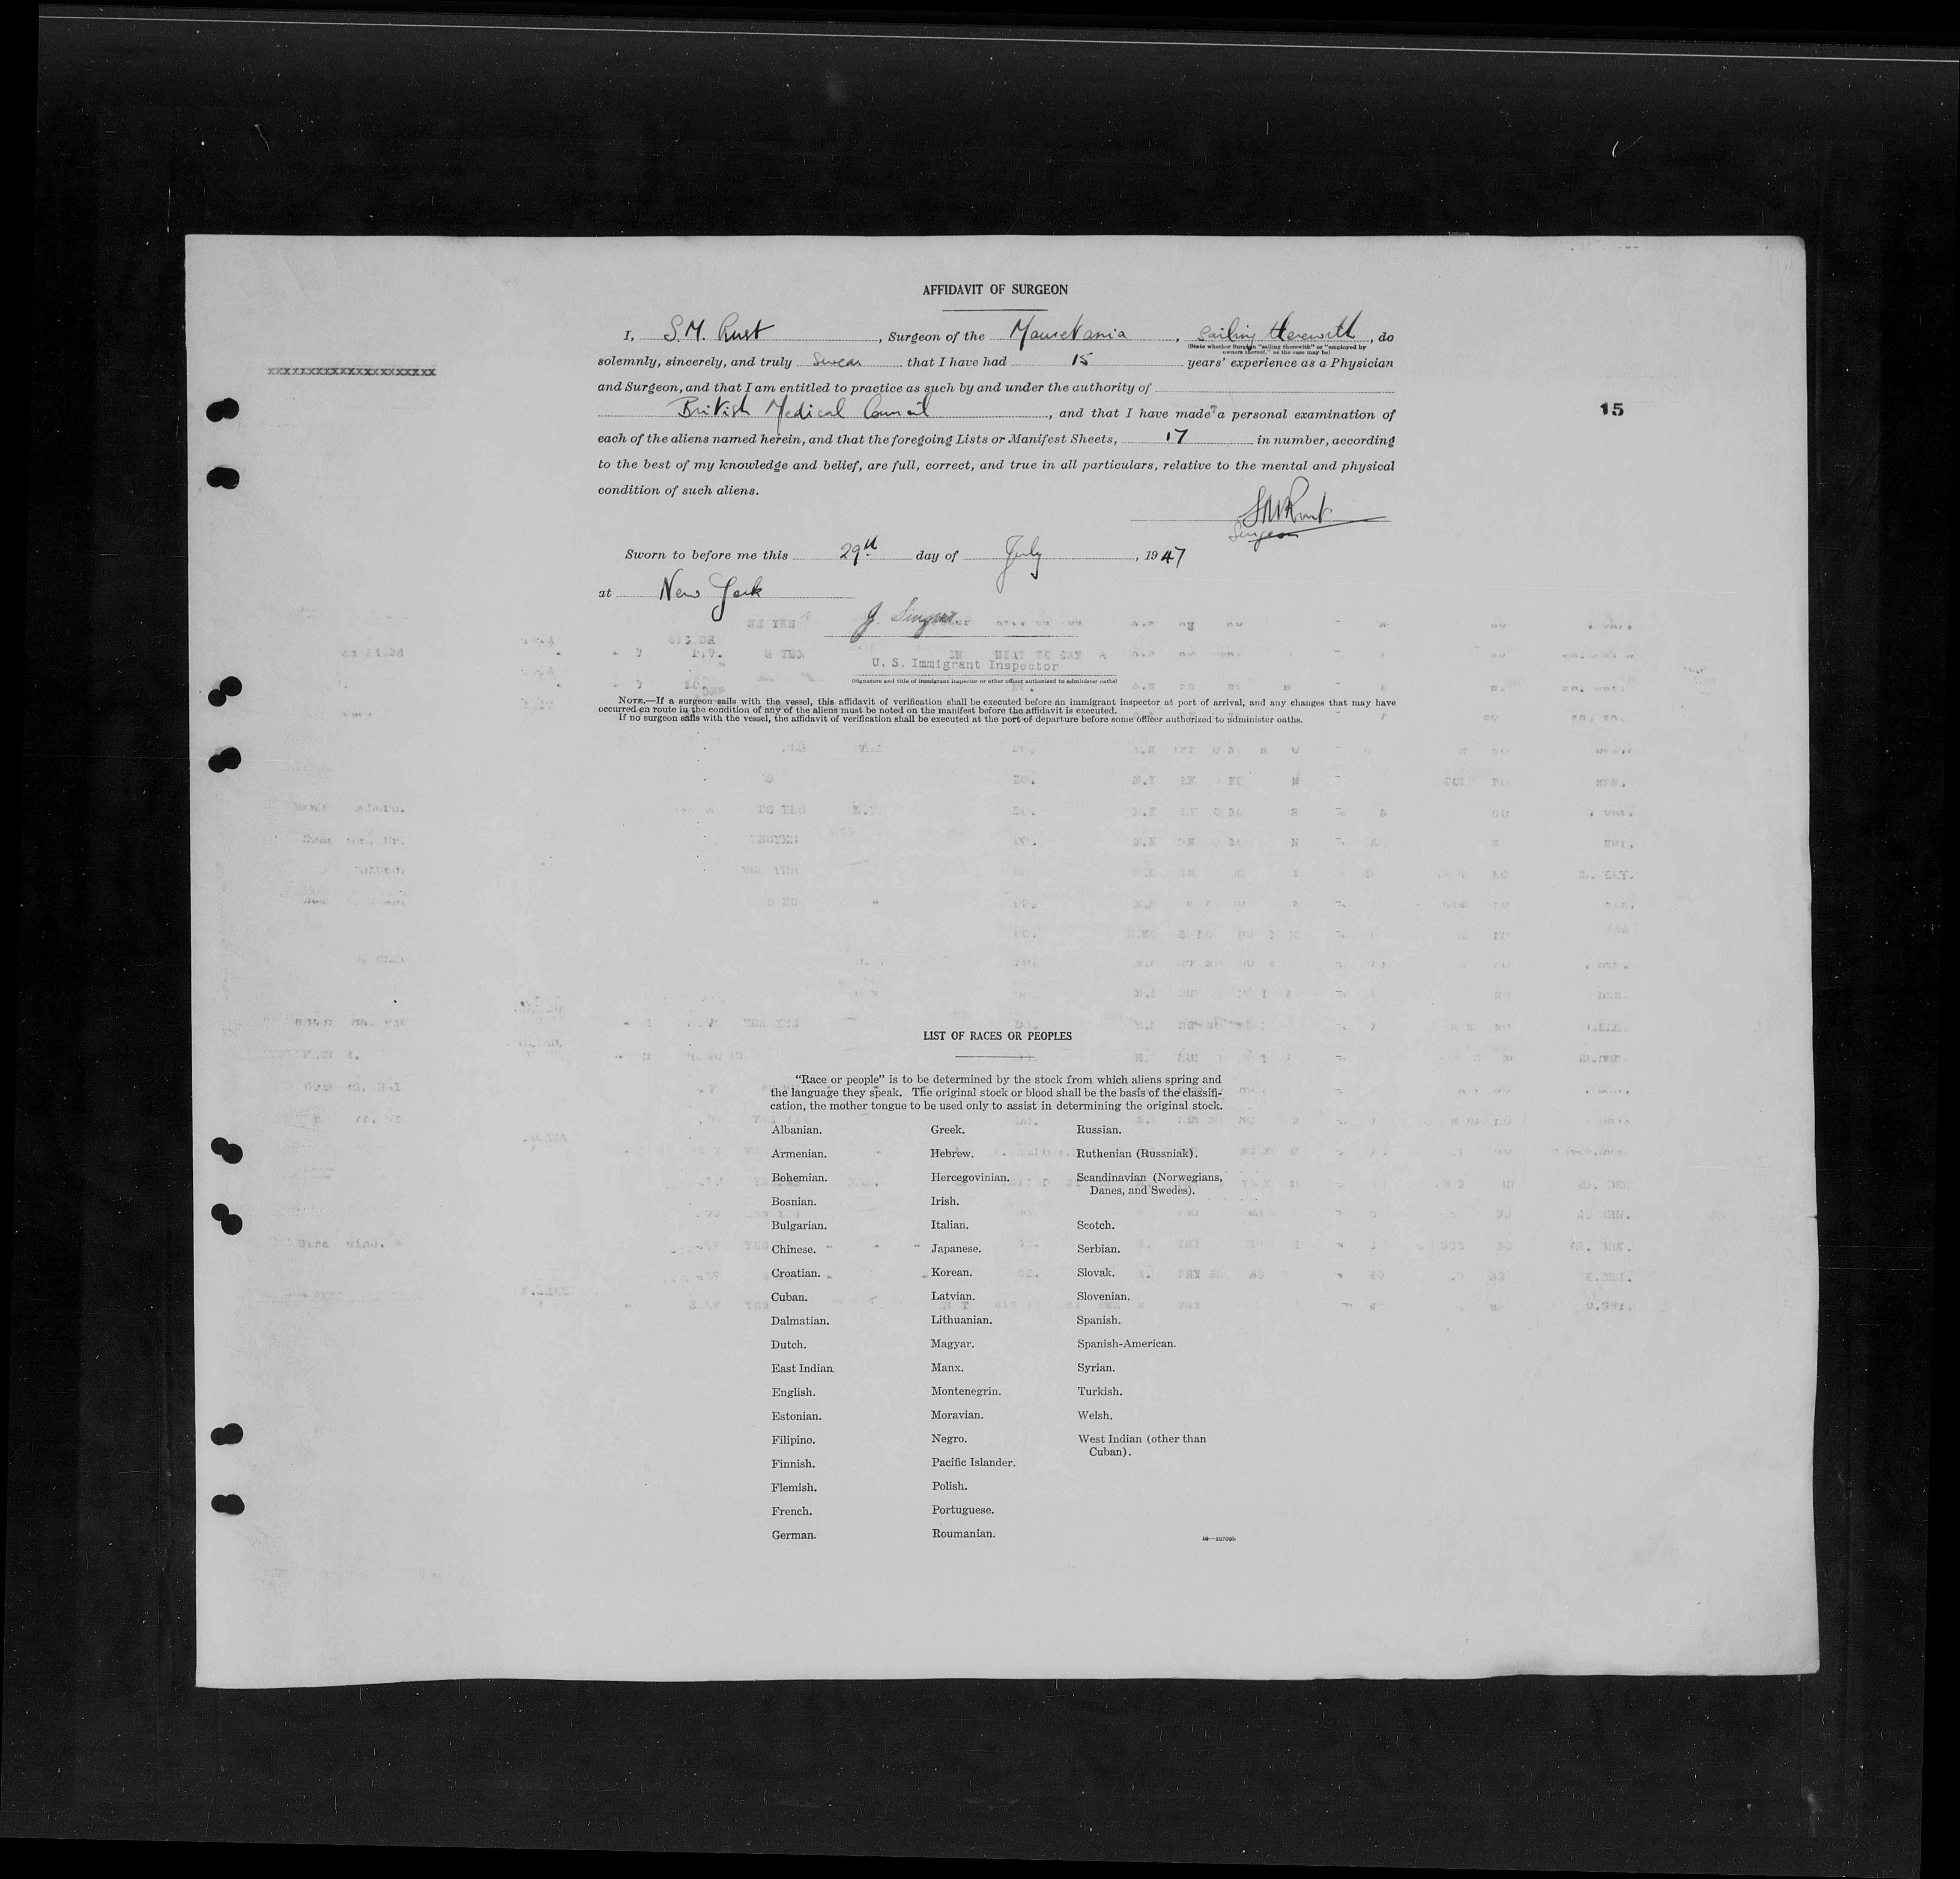 AFFIDAVIT OF SURGEON
I, S.M. Rust, Surgeon of the Mauretania, sailing therewith, do
(State whether Surgeon "sailing therewith" or "employed by
owners thereof," as the case may be)
solemnly, sincerely, and truly swear that I have had 15 years' experience as a Physician
xxxxxxxxxxxxxxxxxxxxxx
and Surgeon, and that I am entitled to practice as such by and under the authority of
British Medical Council, and that I have made a personal examination of
15
each of the aliens named herein, and that the foregoing Lists or Manifest Sheets, 17 in number, according
to the best of my knowledge and belief, are full, correct, and true in all particulars, relative to the mental and physical
condition of such aliens.
SMRust
Surgeon
Sworn to before me this 29th day of July, 1947
at New York
J. Singer
U. S. Immigrant Inspector
(Signature and title of immigrant inspector or other officer authorized to administer oaths)
NOTE.—If a surgeon sails with the vessel, this affidavit of verification shall be executed before an immigrant inspector at port of arrival, and any changes that may have
occurred en route in the condition of any of the aliens must be noted on the manifest before the affidavit is executed.
If no surgeon sails with the vessel, the affidavit of verification shall be executed at the port of departure before some officer authorized to administer oaths.
LIST OF RACES OR PEOPLES
"Race or people" is to be determined by the stock from which aliens spring and
the language they speak. The original stock or blood shall be the basis of the classifi-
cation, the mother tongue to be used only to assist in determining the original stock.
Albanian.
Armenian.
Bohemian.
Bosnian.
Bulgarian.
Chinese.
Croatian.
Cuban.
Dalmatian.
Dutch.
East Indian.
English.
Estonian.
Filipino.
Finnish.
Flemish.
French.
German.
Greek.
Hebrew.
Hercegovinian.
Irish.
Italian.
Japanese.
Korean.
Latvian.
Lithuanian.
Magyar.
Manx.
Montenegrin.
Moravian.
Negro.
Pacific Islander.
Polish.
Portuguese.
Roumanian.
Russian.
Ruthenian (Russniak).
Scandinavian (Norwegians,
Danes, and Swedes).
Scotch.
Serbian.
Slovak.
Slovenian.
Spanish.
Spanish-American.
Syrian.
Turkish.
Welsh.
West Indian (other than
Cuban).